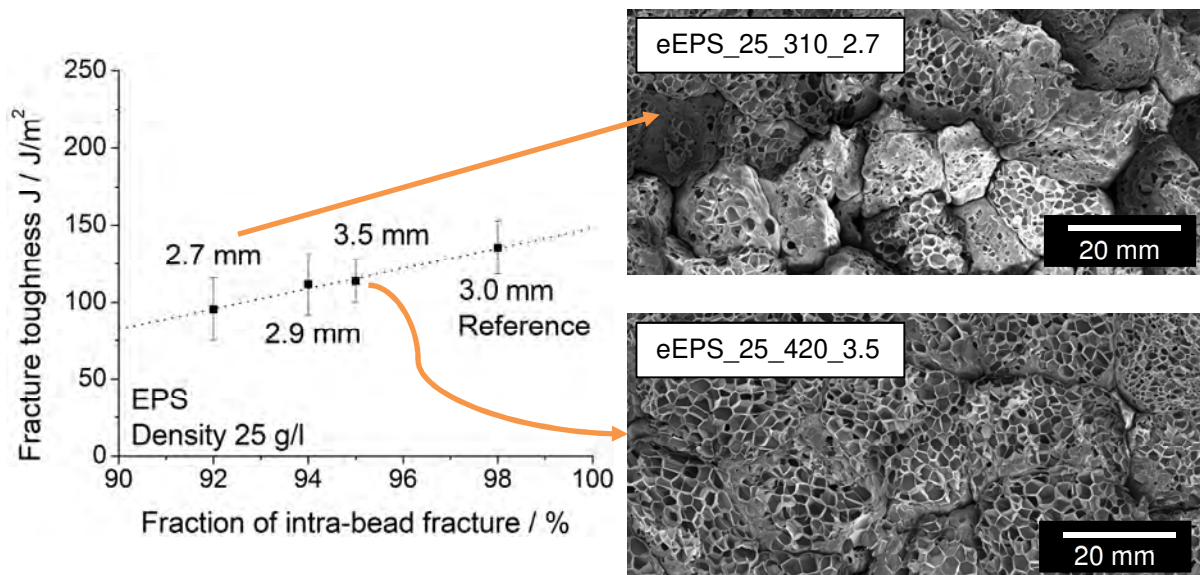 250
200
150
100
50
0
Fracture toughness J / J/m²
2.7 mm
3.5 mm
2.9 mm
3.0 mm
Reference
EPS
Density 25 g/l
90
92
94
96
98
100
Fraction of intra-bead fracture / %
eEPS_25_310_2.7
20 mm
eEPS_25_420_3.5
20 mm